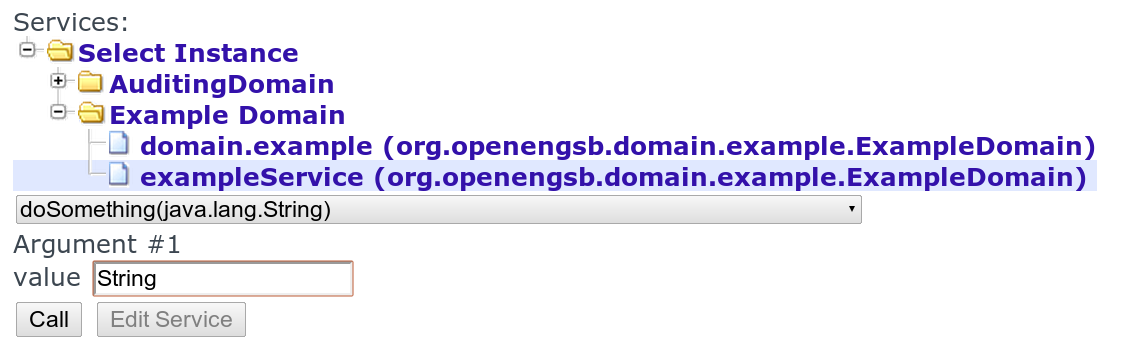 Services:
Select Instance
AuditingDomain
Example Domain
domain.example (org.openengsb.domain.example.ExampleDomain)
exampleService (org.openengsb.domain.example.ExampleDomain)
doSomething(java.lang.String)
Argument #1
value String
Call Edit Service